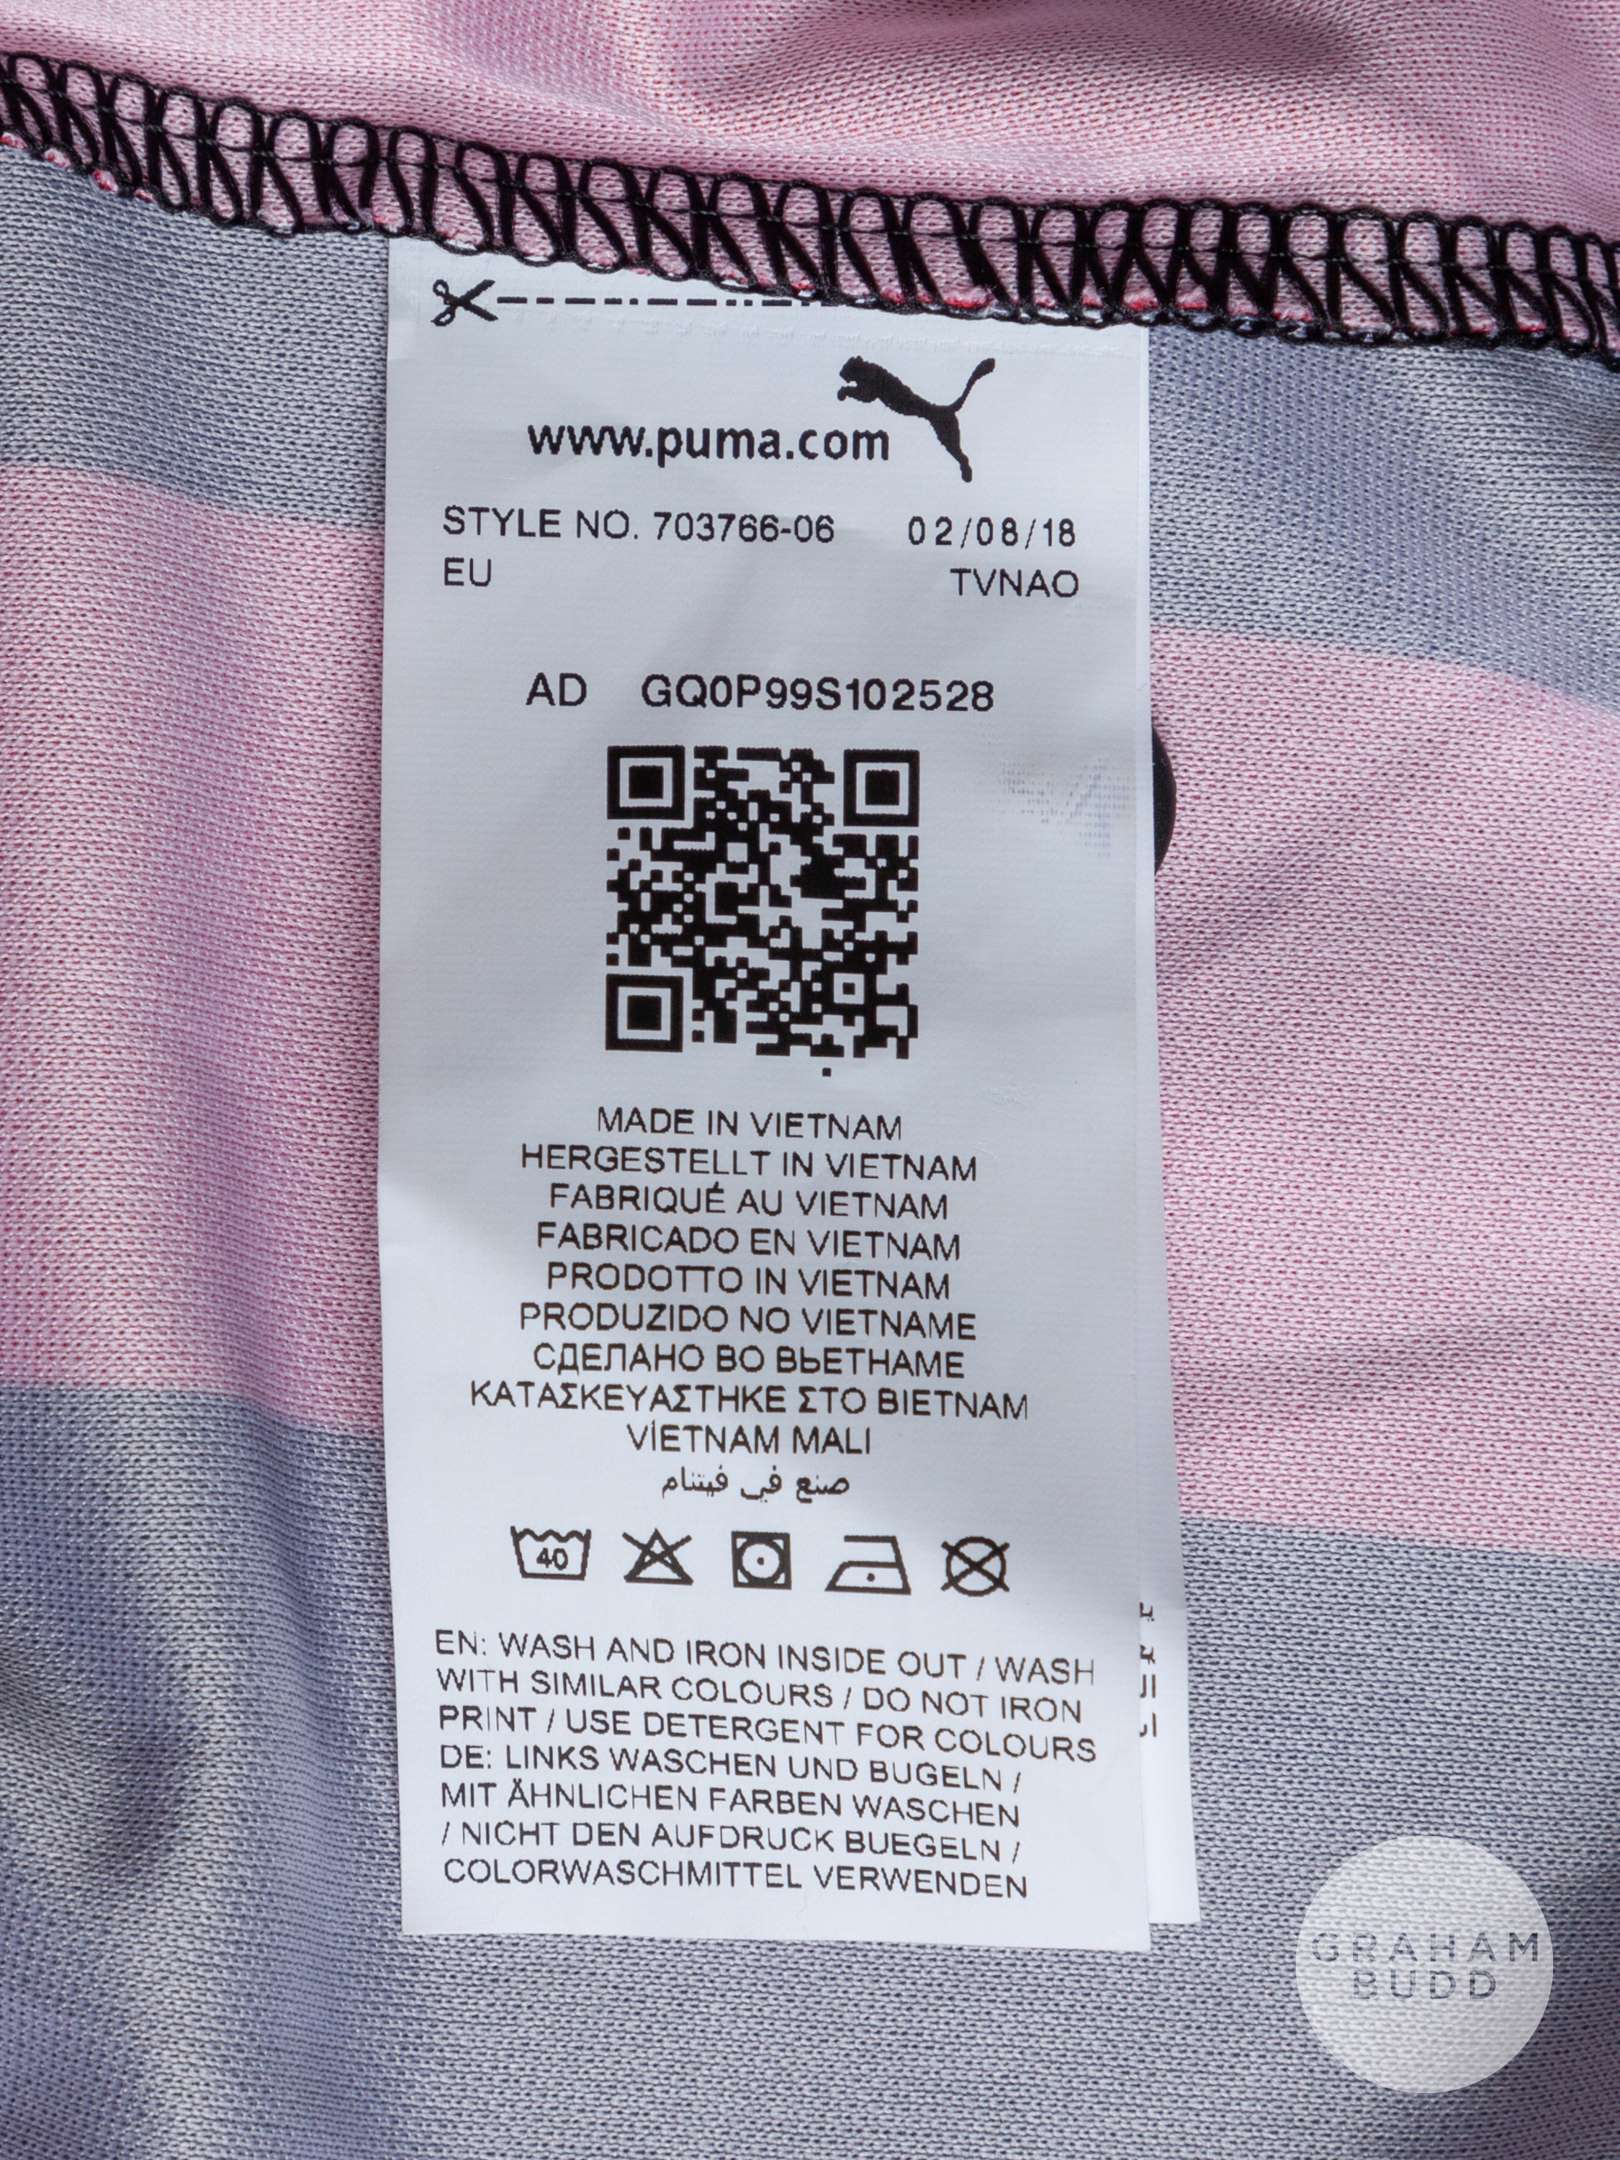 www.puma.com
STYLE NO. 703766-06 02/08/18
EU TVNAO
AD GQ0P99S102528
MADE IN VIETNAM
HERGESTELLT IN VIETNAM
FABRIQUÉ AU VIETNAM
FABRICADO EN VIETNAM
PRODOTTO IN VIETNAM
PRODUZIDO NO VIETNAME
СДЕЛАНО ВО ВЬЕТНАМЕ
ΚΑΤΑΣΚΕΥΑΣΤΗΚΕ ΣΤΟ ΒΙΕΤΝΑΜ
VİETNAM MALI
صنع في فيتنام
40
EN: WASH AND IRON INSIDE OUT / WASH
WITH SIMILAR COLOURS / DO NOT IRON
PRINT / USE DETERGENT FOR COLOURS
DE: LINKS WASCHEN UND BUGELN /
MIT ÄHNLICHEN FARBEN WASCHEN
/ NICHT DEN AUFDRUCK BUEGELN /
COLORWASCHMITTEL VERWENDEN
GRAHAM
BUDD